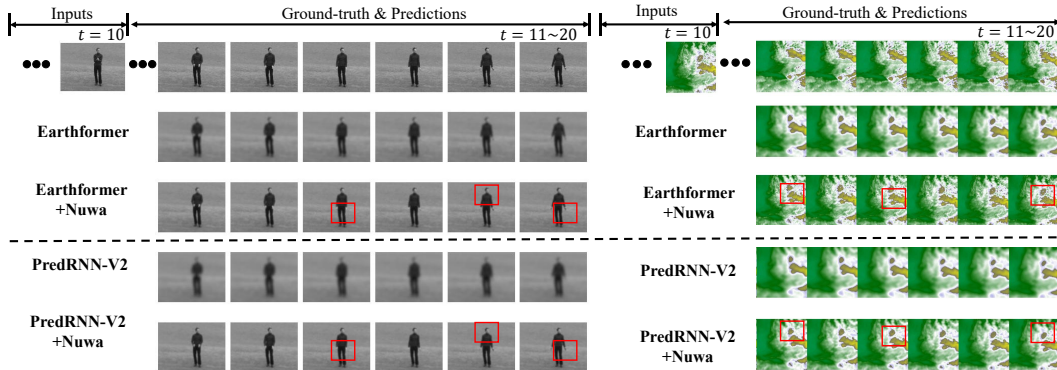 Inputs
Ground-truth & Predictions
t = 10
t = 11~20
Earthformer
Earthformer
+Nuwa
PredRNN-V2
PredRNN-V2
+Nuwa
Inputs
Ground-truth & Predictions
t = 10
t = 11~20
Earthformer
Earthformer
+Nuwa
PredRNN-V2
PredRNN-V2
+Nuwa